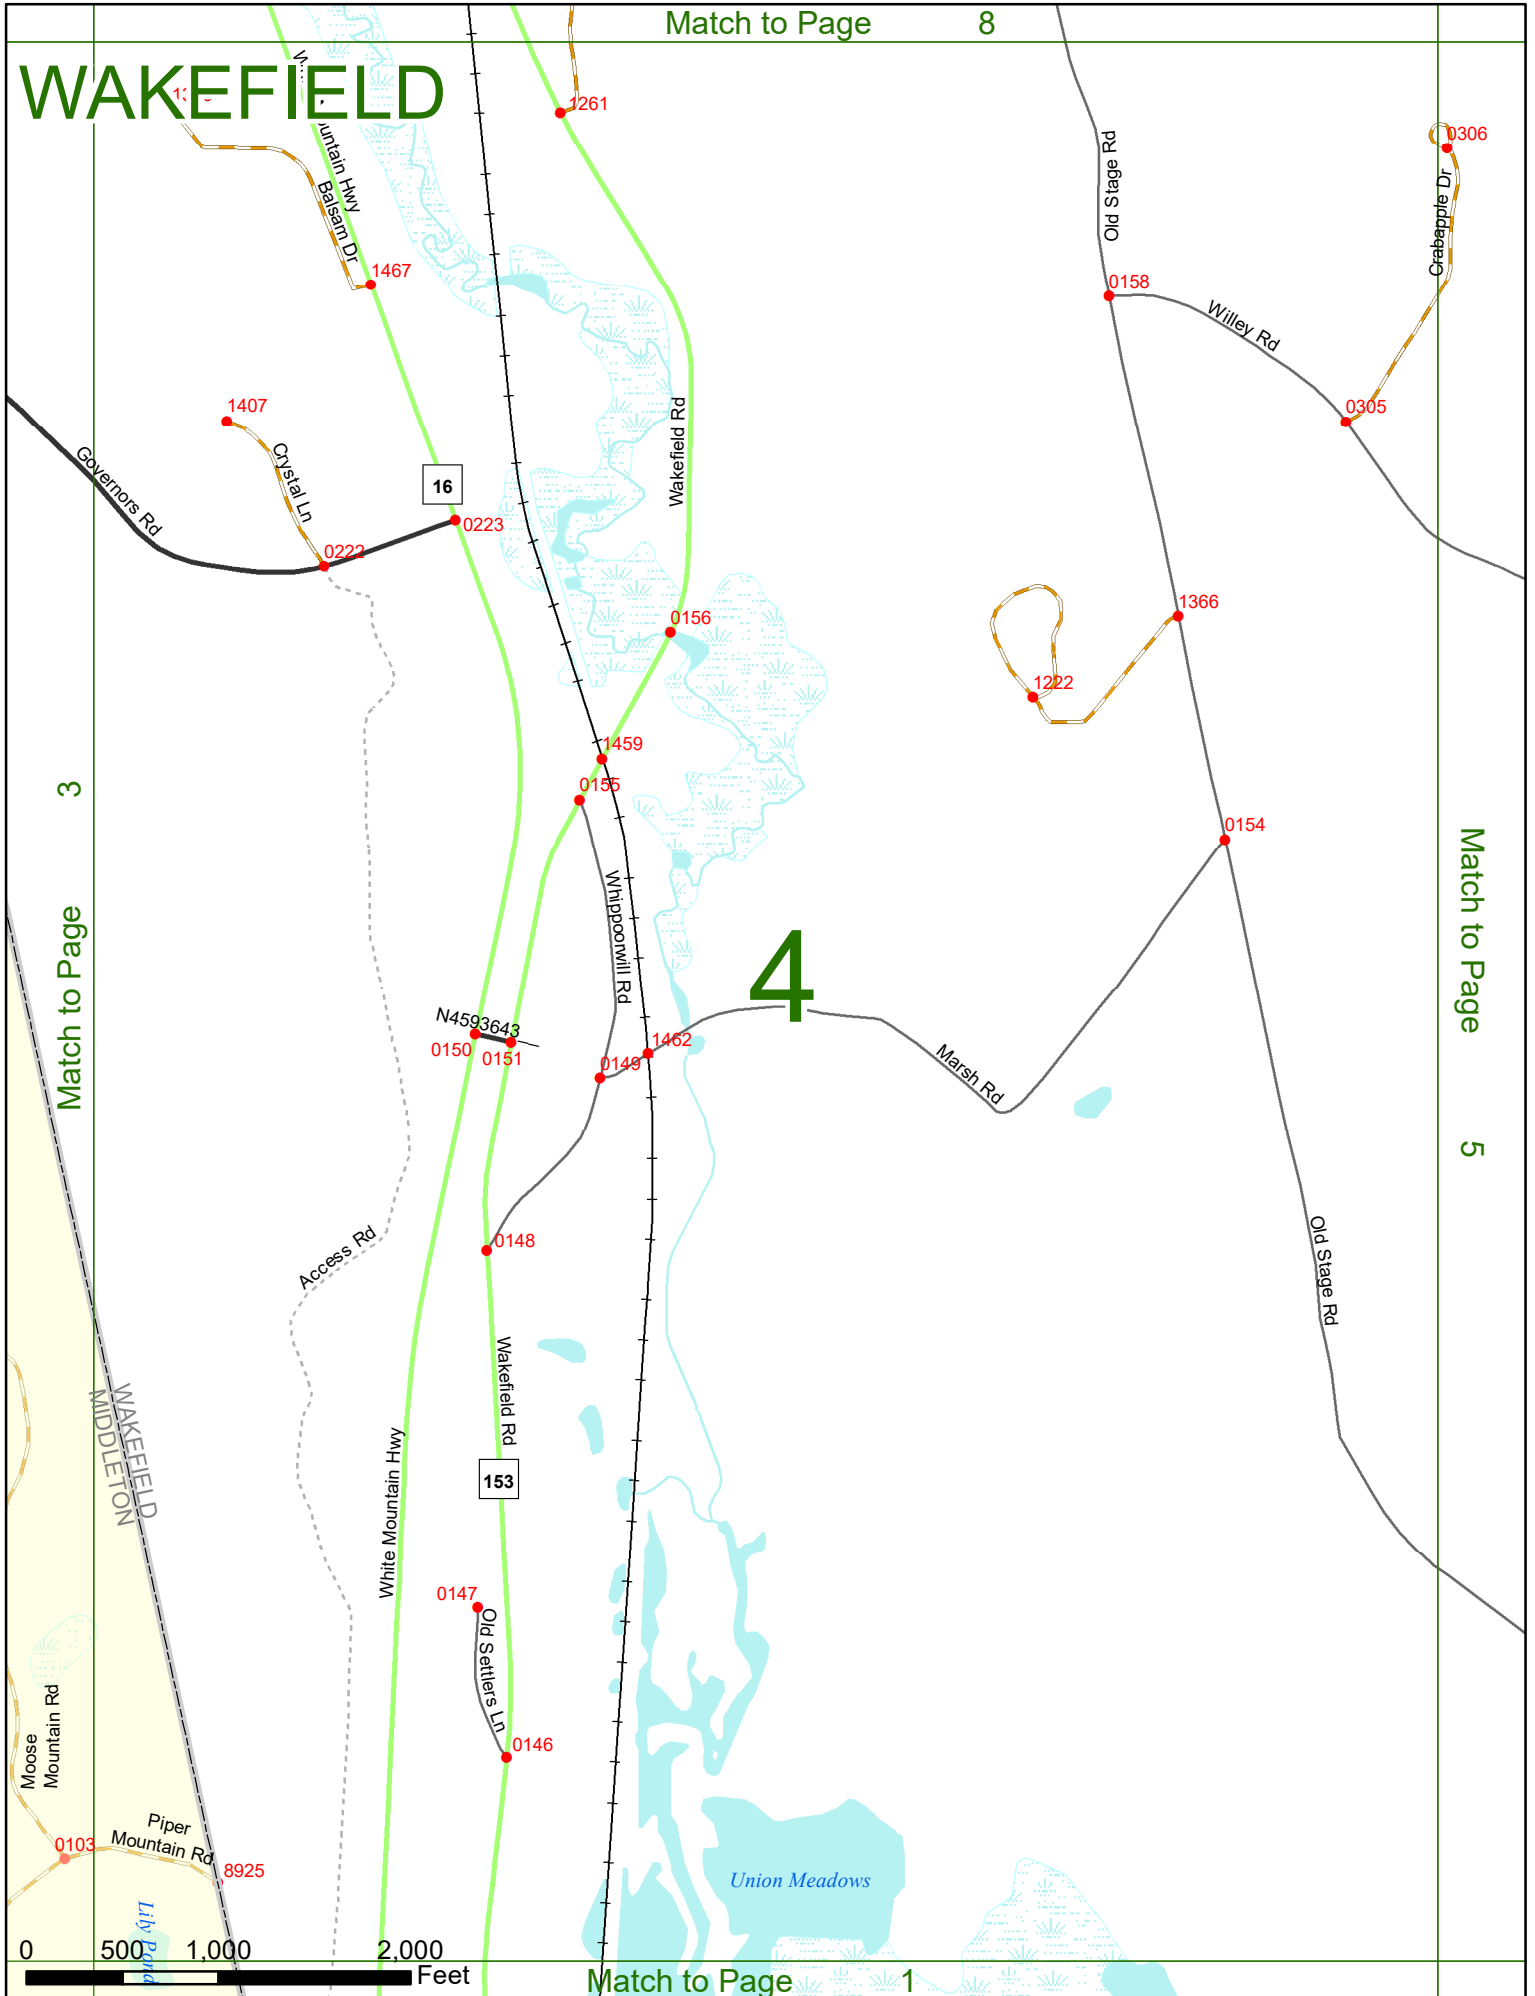 Match to Page 8
WAKEFIELD
1261
0306
Mountain Hwy
Balsam Dr
Old Stage Rd
Crabapple Dr
1467
0158
Willey Rd
1407
0305
Wakefield Rd
Governors Rd
Crystal Ln
16
0223
0222
0156
1366
1222
1459
0155
3
0154
Match to Page
Match to Page
5
Whippoorwill Rd
4
N4593643
0150
0151
1462
0149
Marsh Rd
0148
Access Rd
Old Stage Rd
Wakefield Rd
WAKEFIELD
MIDDLETON
White Mountain Hwy
153
0147
Old Settlers Ln
Moose
Mountain Rd
0146
Piper
Mountain Rd
0103
8925
Union Meadows
Lily Pond
0 500 1,000 2,000
Feet
Match to Page 1